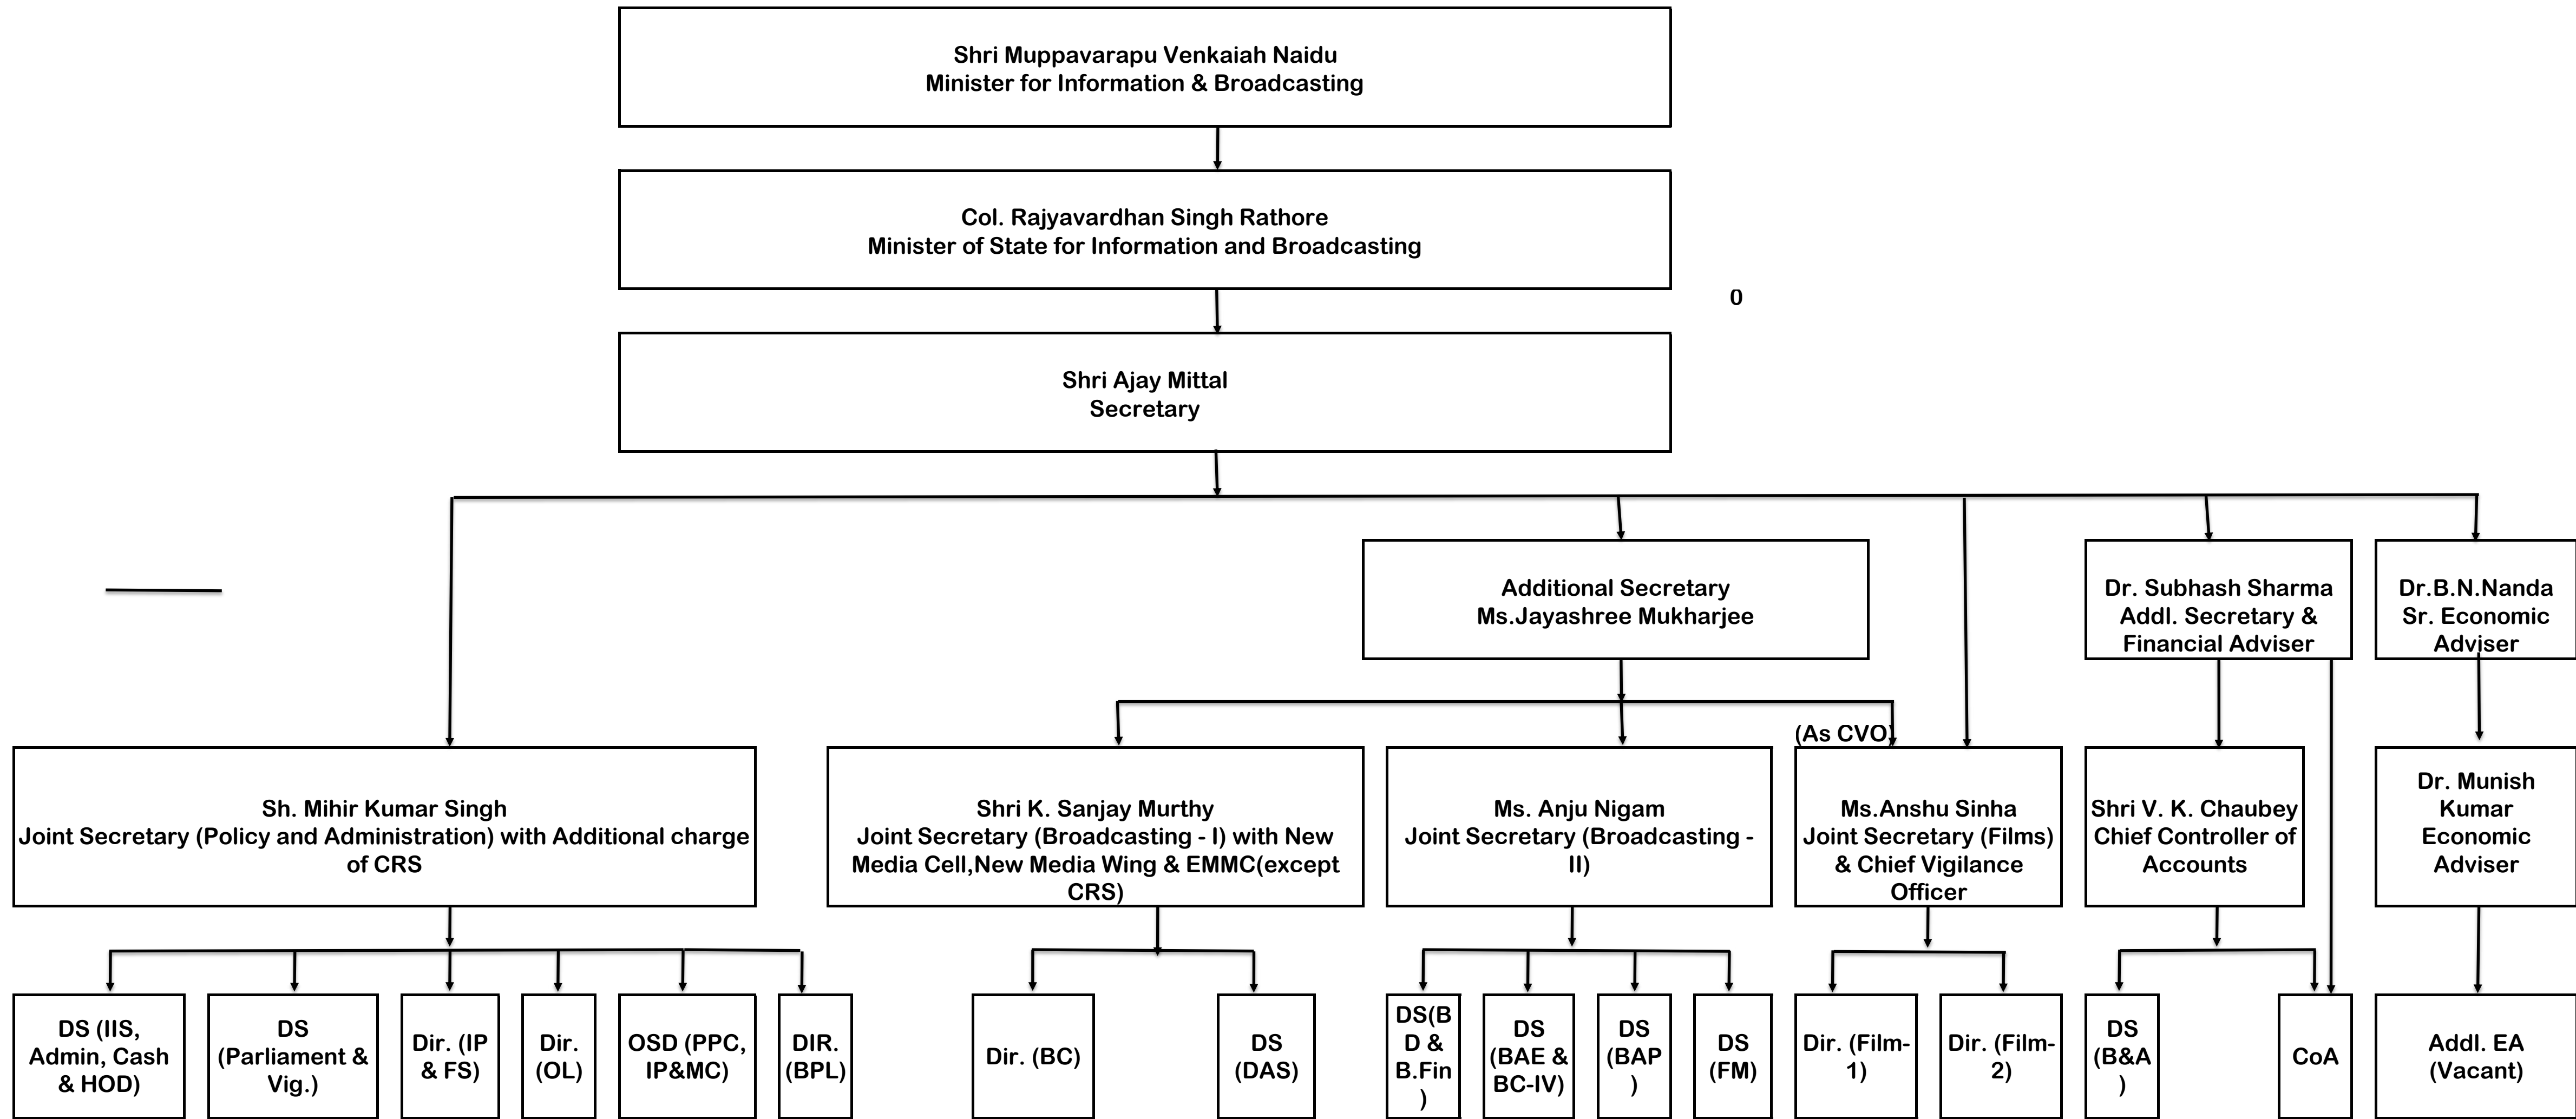 Shri Muppavarapu Venkaiah Naidu
Minister for Information & Broadcasting
Col. Rajyavardhan Singh Rathore
Minister of State for Information and Broadcasting
0
Shri Ajay Mittal
Secretary
Additional Secretary
Ms.Jayashree Mukharjee
Dr. Subhash Sharma
Addl. Secretary &
Financial Adviser
Dr.B.N.Nanda
Sr. Economic
Adviser
(As CVO)
Sh. Mihir Kumar Singh
Joint Secretary (Policy and Administration) with Additional charge
of CRS
Shri K. Sanjay Murthy
Joint Secretary (Broadcasting - I) with New
Media Cell,New Media Wing & EMMC(except
CRS)
Ms. Anju Nigam
Joint Secretary (Broadcasting -
II)
Ms.Anshu Sinha
Joint Secretary (Films)
& Chief Vigilance
Officer
Shri V. K. Chaubey
Chief Controller of
Accounts
Dr. Munish
Kumar
Economic
Adviser
DS (IIS,
Admin, Cash
& HOD)
DS
(Parliament &
Vig.)
Dir. (IP
& FS)
Dir.
(OL)
OSD (PPC,
IP&MC)
DIR.
(BPL)
Dir. (BC)
DS
(DAS)
DS(B
D &
B.Fin
)
DS
(BAE &
BC-IV)
DS
(BAP
)
DS
(FM)
Dir. (Film-
1)
Dir. (Film-
2)
DS
(B&A
)
CoA
Addl. EA
(Vacant)